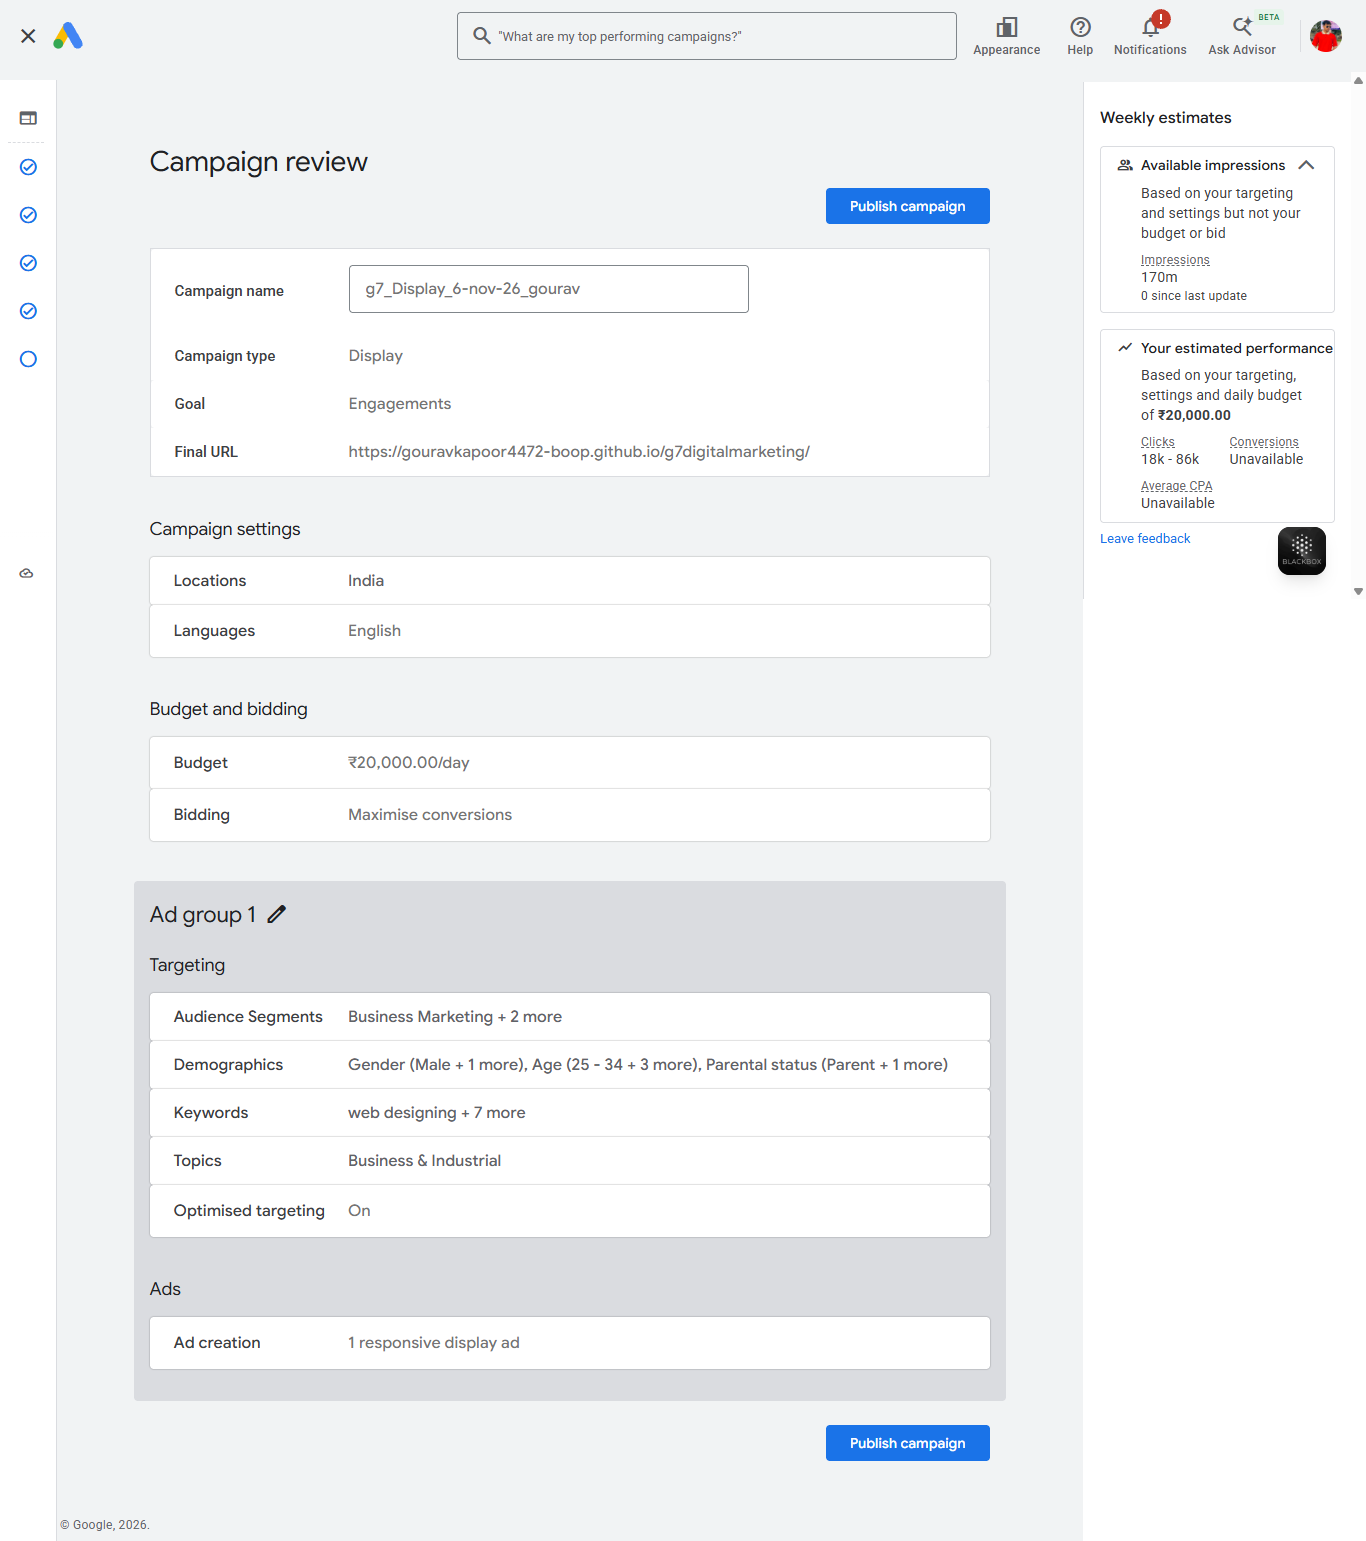 "What are my top performing campaigns?"
Appearance
Help
!
Notifications
BETA
Ask Advisor
Campaign review
Publish campaign
Campaign name
g7_Display_6-nov-26_gourav
Campaign type
Display
Goal
Engagements
Final URL
https://gouravkapoor4472-boop.github.io/g7digitalmarketing/
Campaign settings
Locations
India
Languages
English
Budget and bidding
Budget
₹20,000.00/day
Bidding
Maximise conversions
Ad group 1
Targeting
Audience Segments
Business Marketing + 2 more
Demographics
Gender (Male + 1 more), Age (25 - 34 + 3 more), Parental status (Parent + 1 more)
Keywords
web designing + 7 more
Topics
Business & Industrial
Optimised targeting
On
Ads
Ad creation
1 responsive display ad
Publish campaign
© Google, 2026.
Weekly estimates
Available impressions
Based on your targeting
and settings but not your
budget or bid
Impressions
170m
0 since last update
Your estimated performance
Based on your targeting,
settings and daily budget
of ₹20,000.00
Clicks
18k - 86k
Conversions
Unavailable
Average CPA
Unavailable
Leave feedback
BLACKBOX